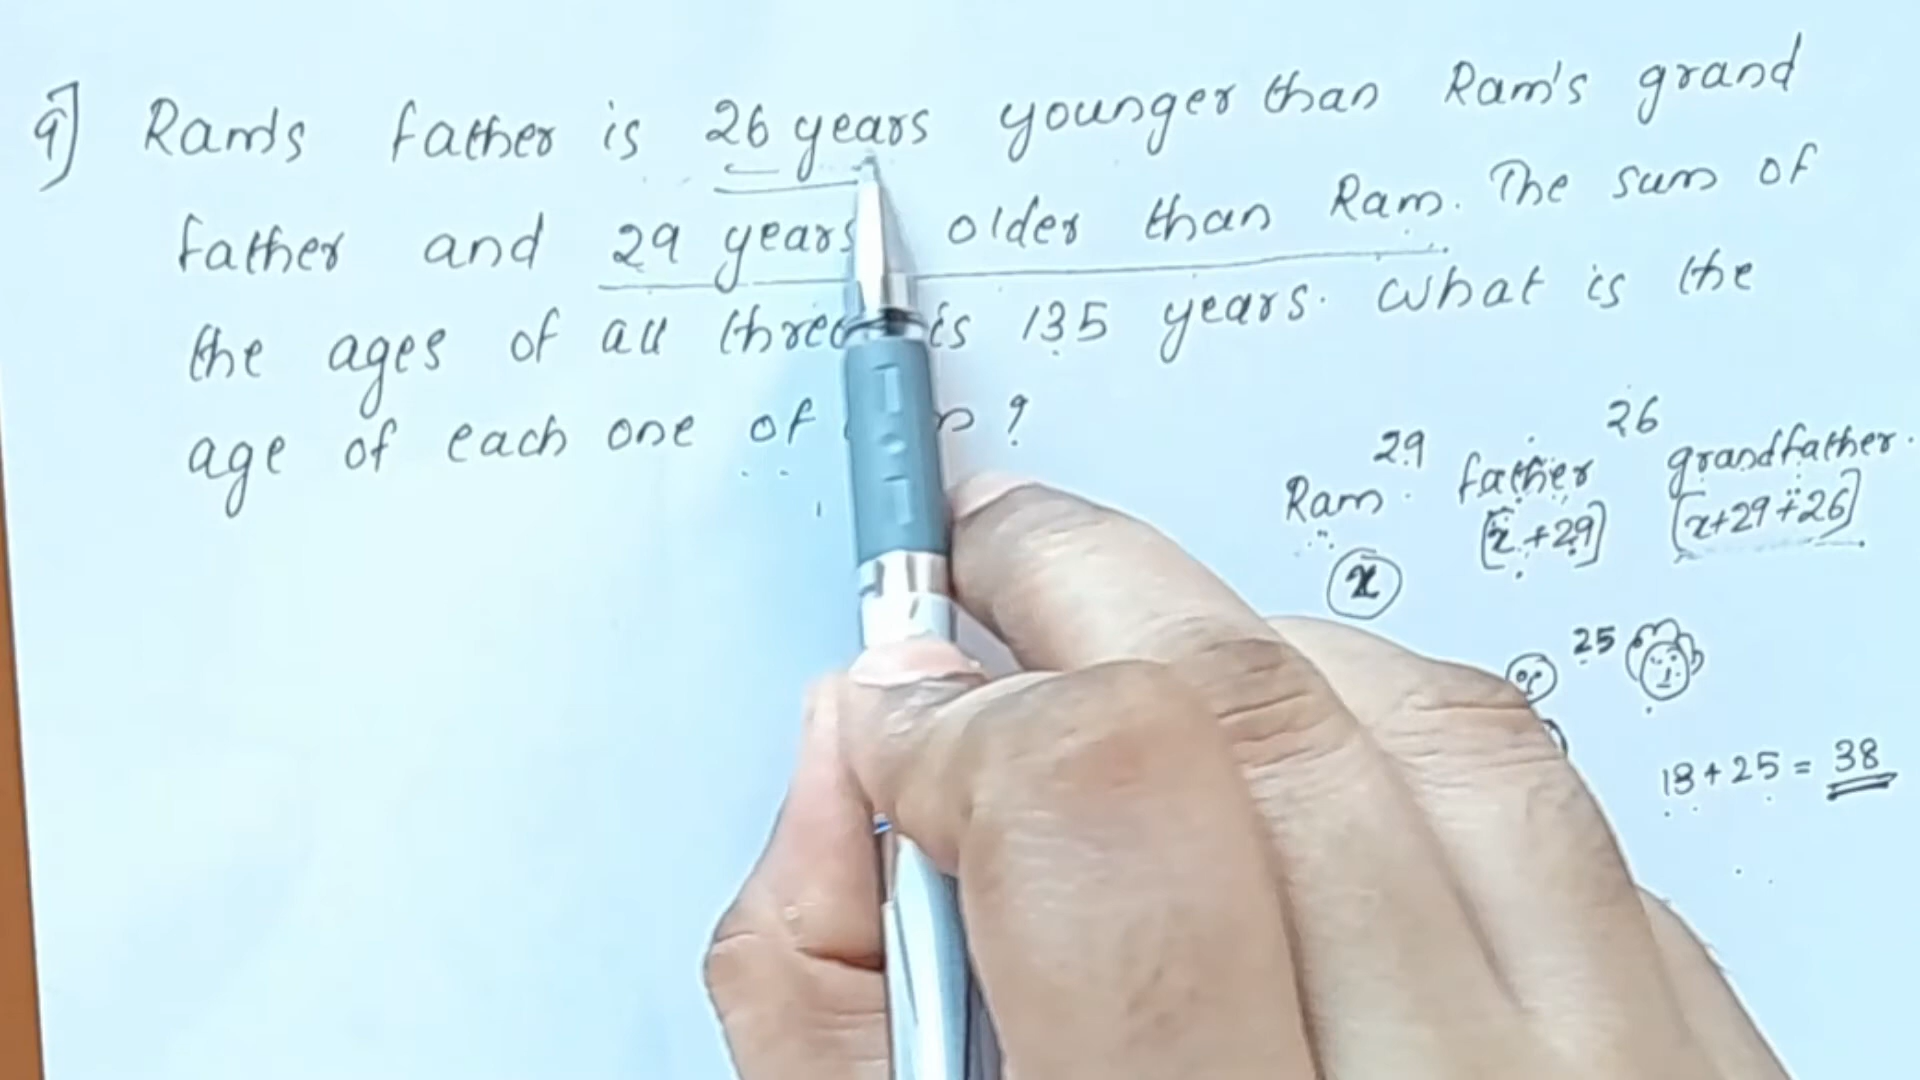 9] Ram's father is 26 years younger than Ram's grand
father and 29 years older than Ram. The sum of
the ages of all three is 135 years. What is the
age of each one of ?
29 26
Ram father grandfather.
[x+29] [x+29+26]
x
25
13+25 = 38